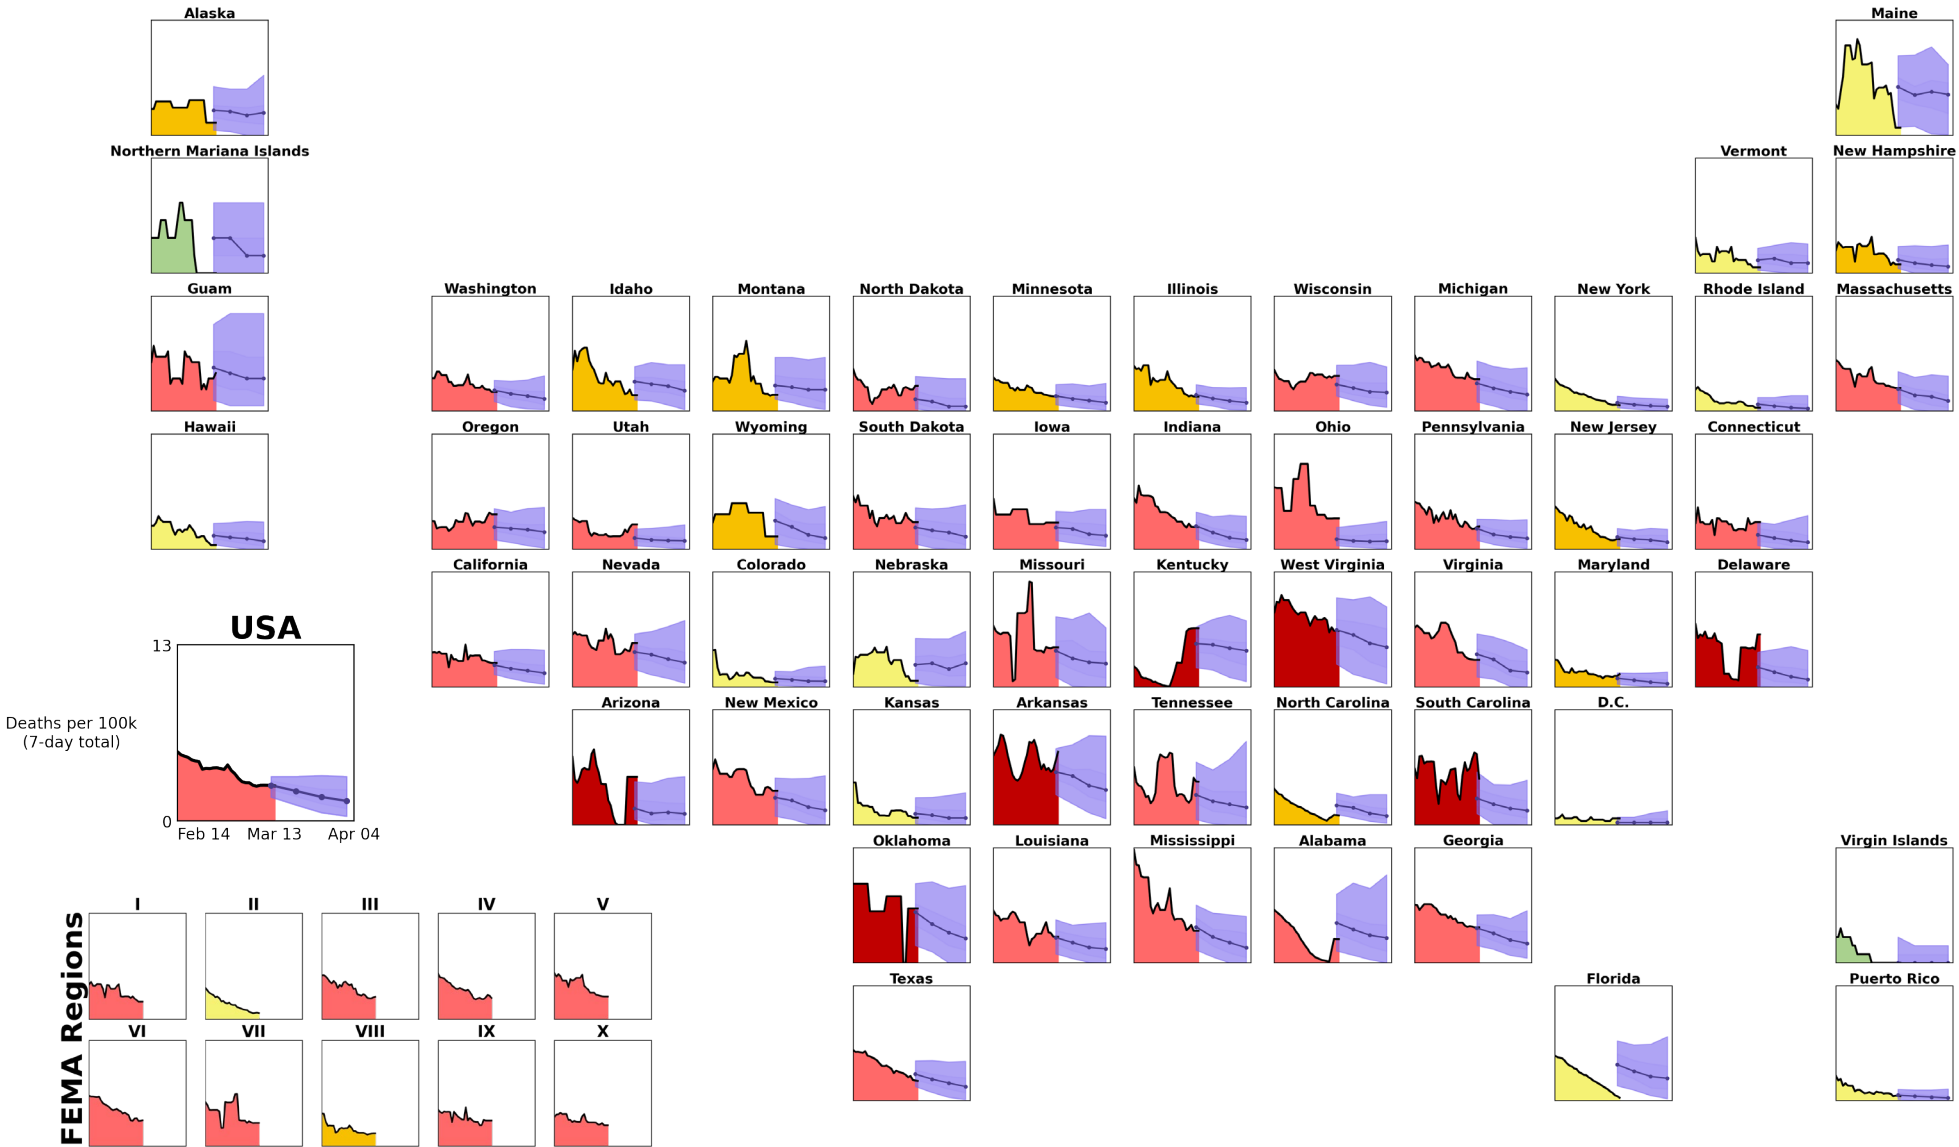 Alaska
Maine
Northern Mariana Islands
Vermont
New Hampshire
Guam
Washington
Idaho
Montana
North Dakota
Minnesota
Illinois
Wisconsin
Michigan
New York
Rhode Island
Massachusetts
Hawaii
Oregon
Utah
Wyoming
South Dakota
Iowa
Indiana
Ohio
Pennsylvania
New Jersey
Connecticut
California
Nevada
Colorado
Nebraska
Missouri
Kentucky
West Virginia
Virginia
Maryland
Delaware
USA
13
Deaths per 100k
(7-day total)
0
Feb 14
Mar 13
Apr 04
Arizona
New Mexico
Kansas
Arkansas
Tennessee
North Carolina
South Carolina
D.C.
Oklahoma
Louisiana
Mississippi
Alabama
Georgia
Virgin Islands
Texas
Florida
Puerto Rico
FEMA Regions
I
II
III
IV
V
VI
VII
VIII
IX
X